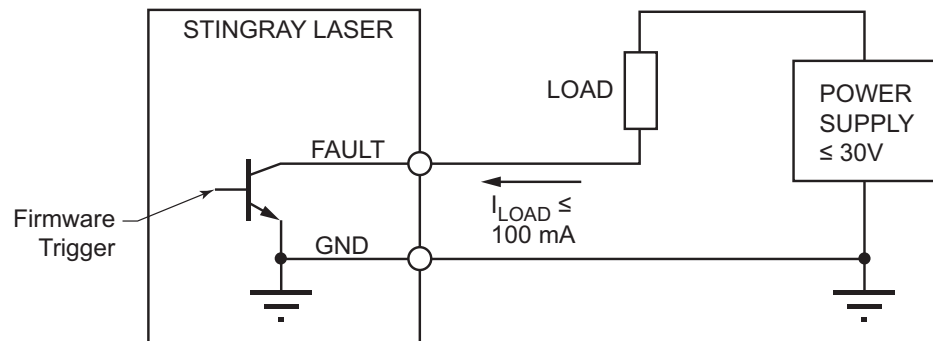 STINGRAY LASER
LOAD
POWER
SUPPLY
≤ 30V
FAULT
I_LOAD ≤
100 mA
Firmware
Trigger
GND